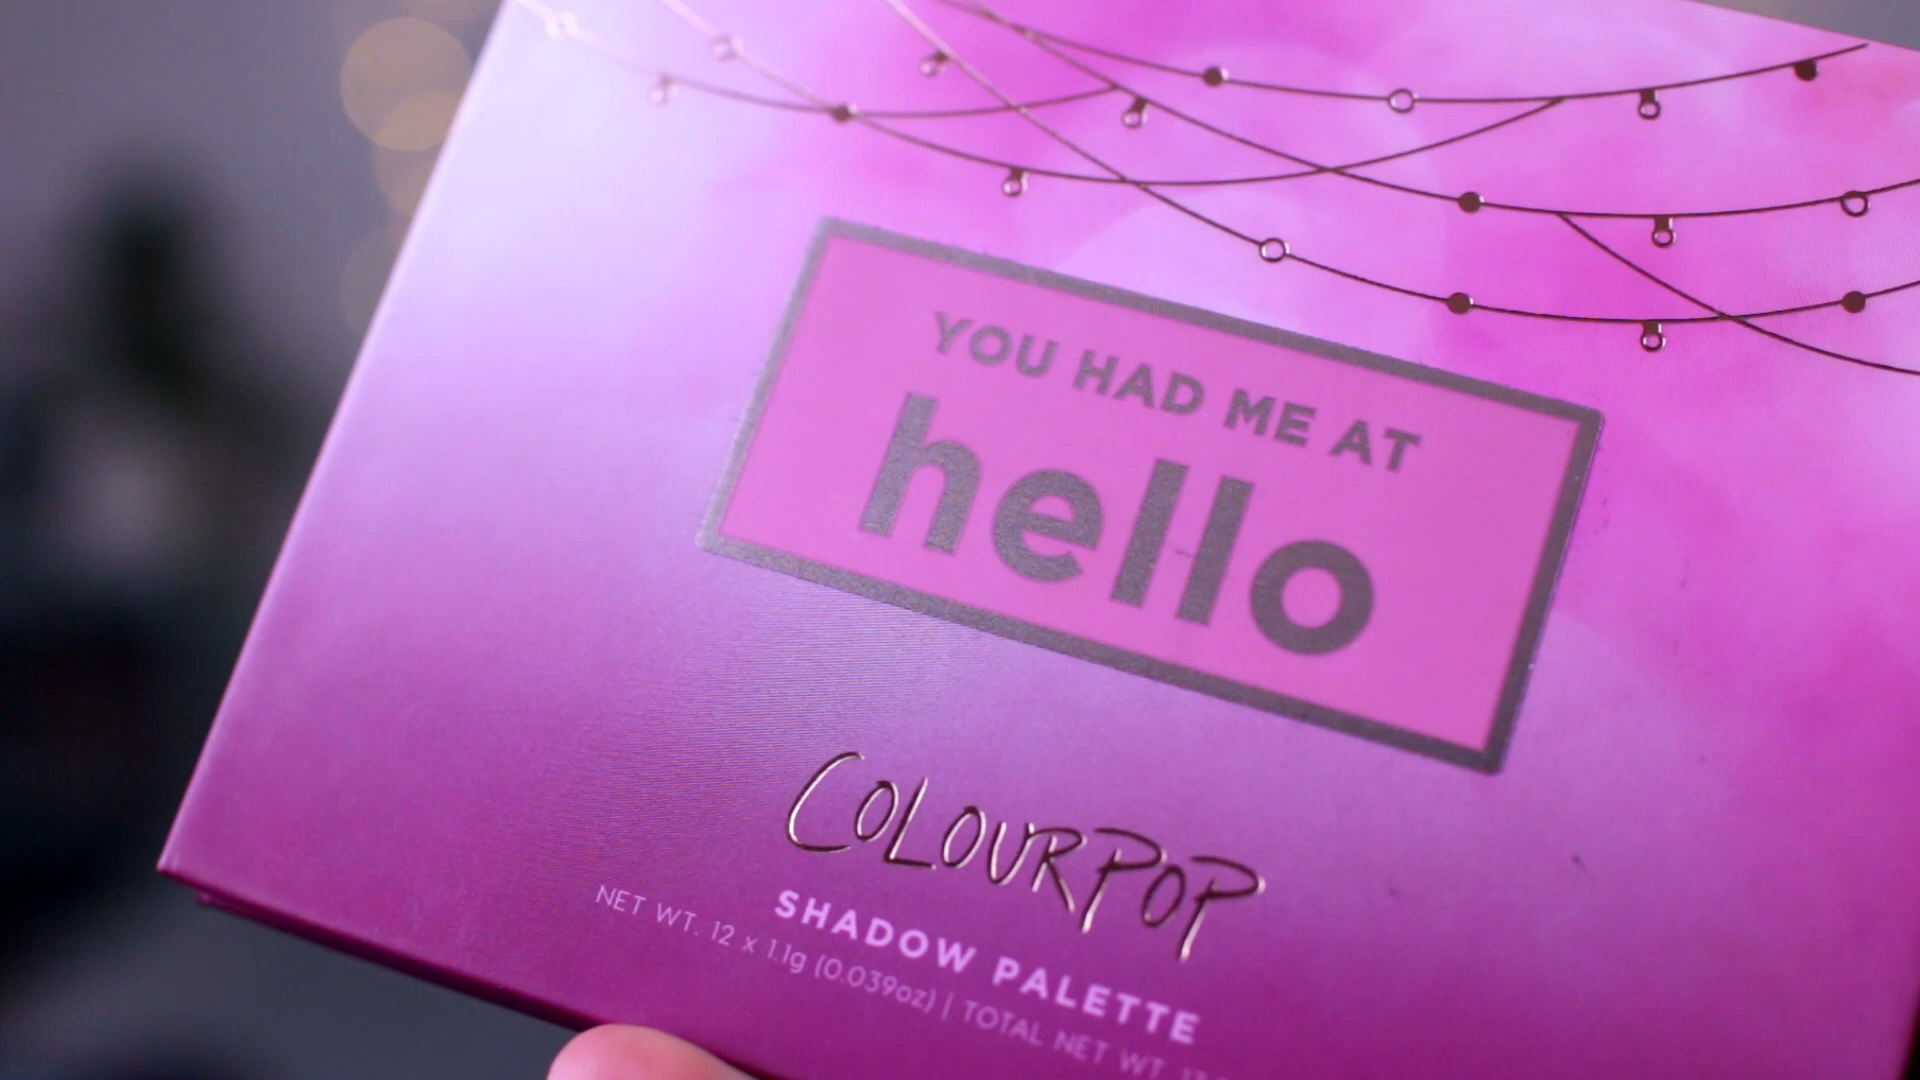 YOU HAD ME AT
hello
COLOURPOP
SHADOW PALETTE
NET WT. 12 x 1.1g (0.039oz) | TOTAL NET WT.